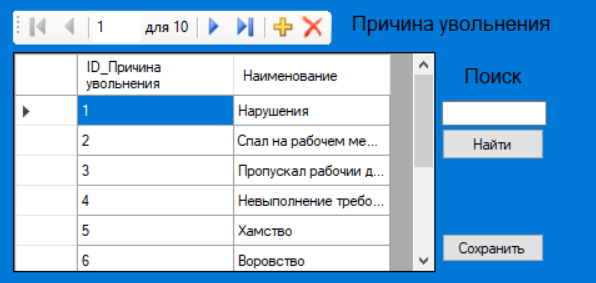 1 для 10 Причина увольнения
ID_Причина увольнения Наименование
Поиск
1 Нарушения
2 Спал на рабочем ме...
Найти
3 Пропускал рабочии д...
4 Невыполнение требо...
5 Хамство
6 Воровство
Сохранить